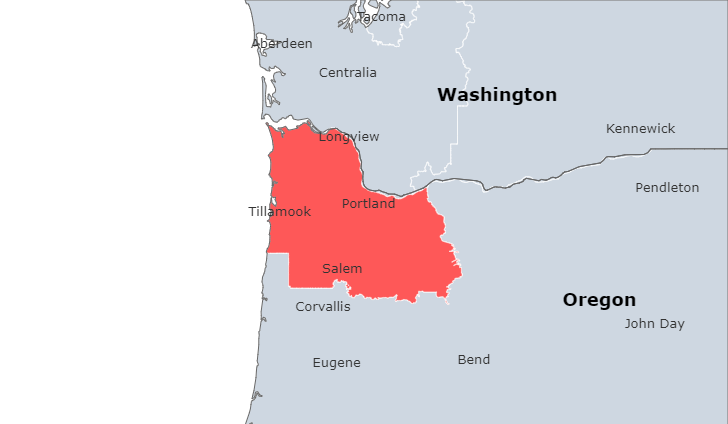 Tacoma
Aberdeen
Centralia
Washington
Kennewick
Longview
Pendleton
Portland
Tillamook
Salem
Oregon
Corvallis
John Day
Bend
Eugene